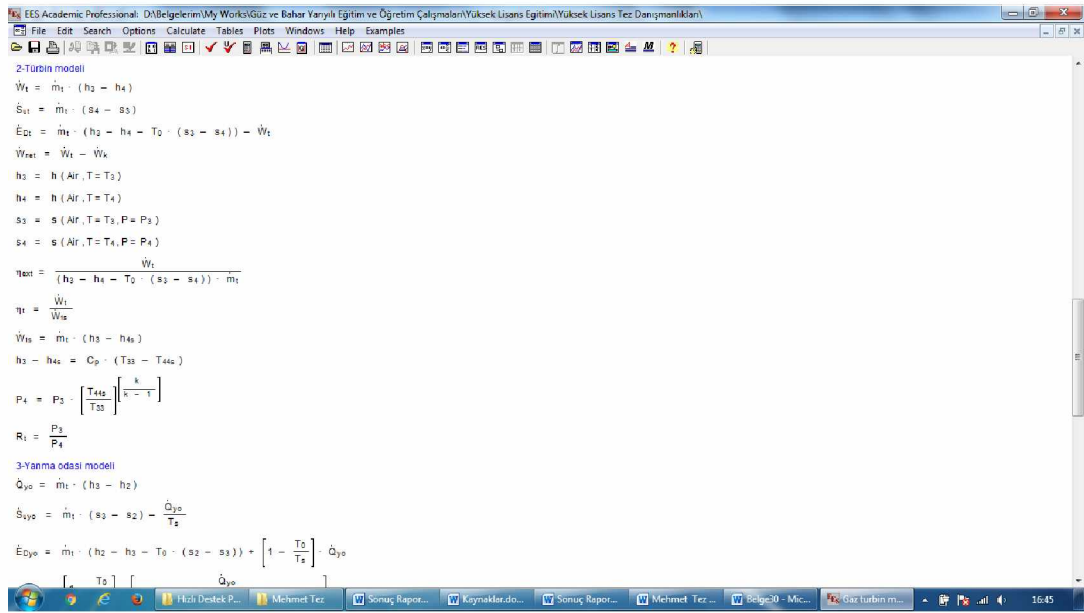 EES Academic Professional: D:\Belgelerim\My Works\Güz ve Bahar Yarıyılı Eğitim ve Öğretim Çalışmaları\Yüksek Lisans Egitimi\Yüksek Lisans Tez Danışmanlıkları\
File Edit Search Options Calculate Tables Plots Windows Help Examples
2-Türbin modeli
Ẇt = ṁt · (h3 − h4)
Ṡüt = ṁt · (s4 − s3)
ĖDt = ṁt · (h3 − h4 − T0 · (s3 − s4)) − Ẇt
Ẇnet = Ẇt − Ẇk
h3 = h (Air, T = T3)
h4 = h (Air, T = T4)
s3 = s (Air, T = T3, P = P3)
s4 = s (Air, T = T4, P = P4)
ηext = Ẇt / ((h3 − h4 − T0 · (s3 − s4)) · ṁt)
ηt = Ẇt / Ẇts
Ẇts = ṁt · (h3 − h4s)
h3 − h4s = Cp · (T33 − T44s)
P4 = P3 · [T44s / T33]^[k / (k − 1)]
Rt = P3 / P4
3-Yanma odasi modeli
Q̇yo = ṁt · (h3 − h2)
Ṡüyo = ṁt · (s3 − s2) − Q̇yo / Ts
ĖDyo = ṁt · (h2 − h3 − T0 · (s2 − s3)) + [1 − T0 / Ts] · Q̇yo
T0 Q̇yo
Hızlı Destek P... Mehmet Tez Sonuç Rapor... Kaynaklar.do... Sonuç Rapor... Mehmet Tez ... Belge30 - Mic... Gaz turbin m... 16:45